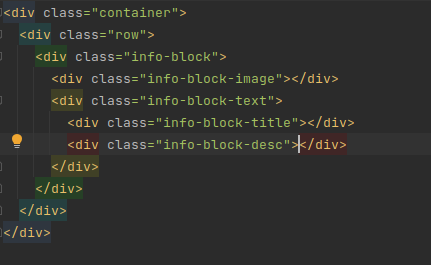 <div class="container">
<div class="row">
<div class="info-block">
<div class="info-block-image"></div>
<div class="info-block-text">
<div class="info-block-title"></div>
<div class="info-block-desc"></div>
</div>
</div>
</div>
</div>